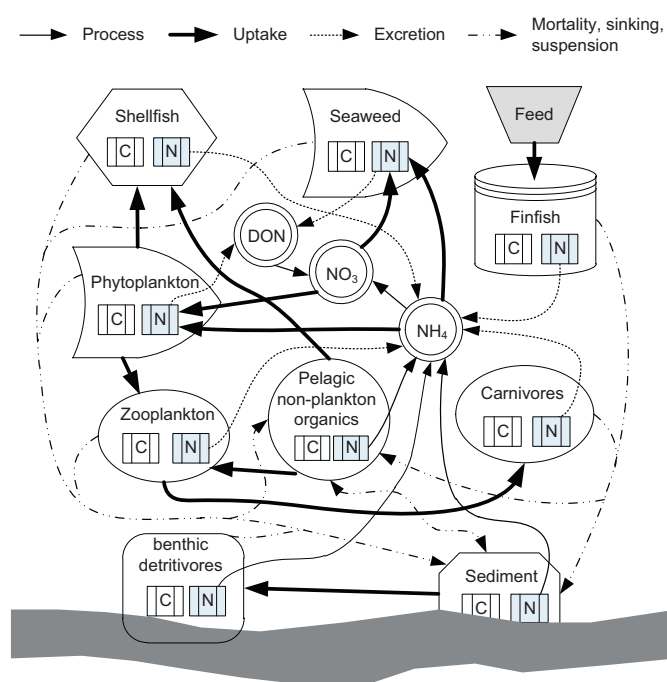 Process
Uptake
Excretion
Mortality, sinking,
suspension
Shellfish
C N
Seaweed
C N
Feed
Finfish
C N
DON
NO3
Phytoplankton
C N
NH4
Pelagic
non-plankton
organics
C N
Carnivores
C N
Zooplankton
C N
benthic
detritivores
C N
Sediment
C N